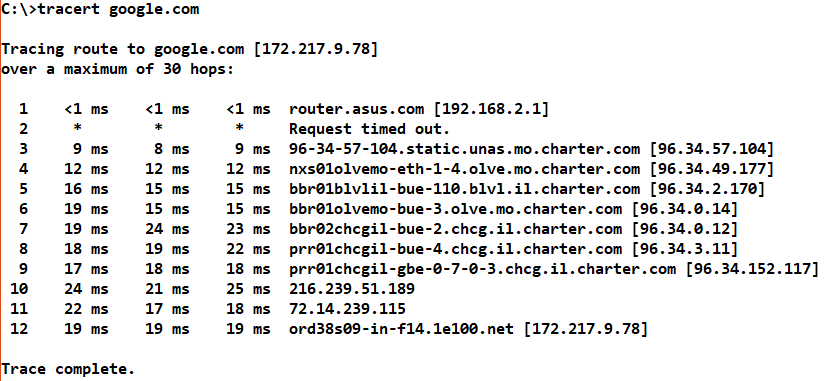 C:\>tracert google.com
Tracing route to google.com [172.217.9.78]
over a maximum of 30 hops:
1 <1 ms <1 ms <1 ms router.asus.com [192.168.2.1]
2 * * * Request timed out.
3 9 ms 8 ms 9 ms 96-34-57-104.static.unas.mo.charter.com [96.34.57.104]
4 12 ms 12 ms 12 ms nxs01olvemo-eth-1-4.olve.mo.charter.com [96.34.49.177]
5 16 ms 15 ms 15 ms bbr01blvlil-bue-110.blvl.il.charter.com [96.34.2.170]
6 19 ms 15 ms 15 ms bbr01olvemo-bue-3.olve.mo.charter.com [96.34.0.14]
7 19 ms 24 ms 23 ms bbr02chcgil-bue-2.chcg.il.charter.com [96.34.0.12]
8 18 ms 19 ms 22 ms prr01chcgil-bue-4.chcg.il.charter.com [96.34.3.11]
9 17 ms 18 ms 18 ms prr01chcgil-gbe-0-7-0-3.chcg.il.charter.com [96.34.152.117]
10 24 ms 21 ms 25 ms 216.239.51.189
11 22 ms 17 ms 18 ms 72.14.239.115
12 19 ms 19 ms 19 ms ord38s09-in-f14.1e100.net [172.217.9.78]
Trace complete.